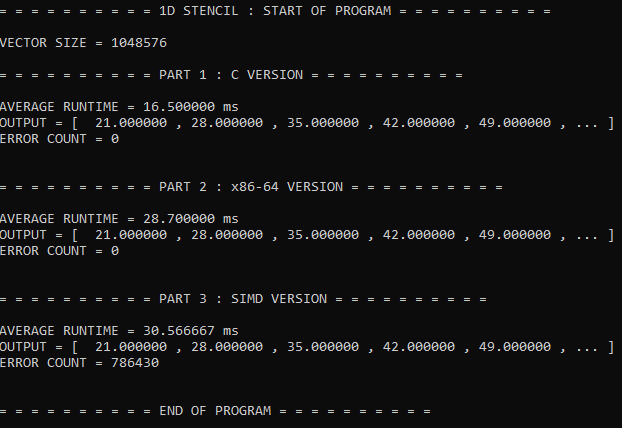 = = = = = = = = = = 1D STENCIL : START OF PROGRAM = = = = = = = = = =
VECTOR SIZE = 1048576
= = = = = = = = = = PART 1 : C VERSION = = = = = = = = = =
AVERAGE RUNTIME = 16.500000 ms
OUTPUT = [  21.000000 , 28.000000 , 35.000000 , 42.000000 , 49.000000 , ... ]
ERROR COUNT = 0
= = = = = = = = = = PART 2 : x86-64 VERSION = = = = = = = = = =
AVERAGE RUNTIME = 28.700000 ms
OUTPUT = [  21.000000 , 28.000000 , 35.000000 , 42.000000 , 49.000000 , ... ]
ERROR COUNT = 0
= = = = = = = = = = PART 3 : SIMD VERSION = = = = = = = = = =
AVERAGE RUNTIME = 30.566667 ms
OUTPUT = [  21.000000 , 28.000000 , 35.000000 , 42.000000 , 49.000000 , ... ]
ERROR COUNT = 786430
= = = = = = = = = = END OF PROGRAM = = = = = = = = = =